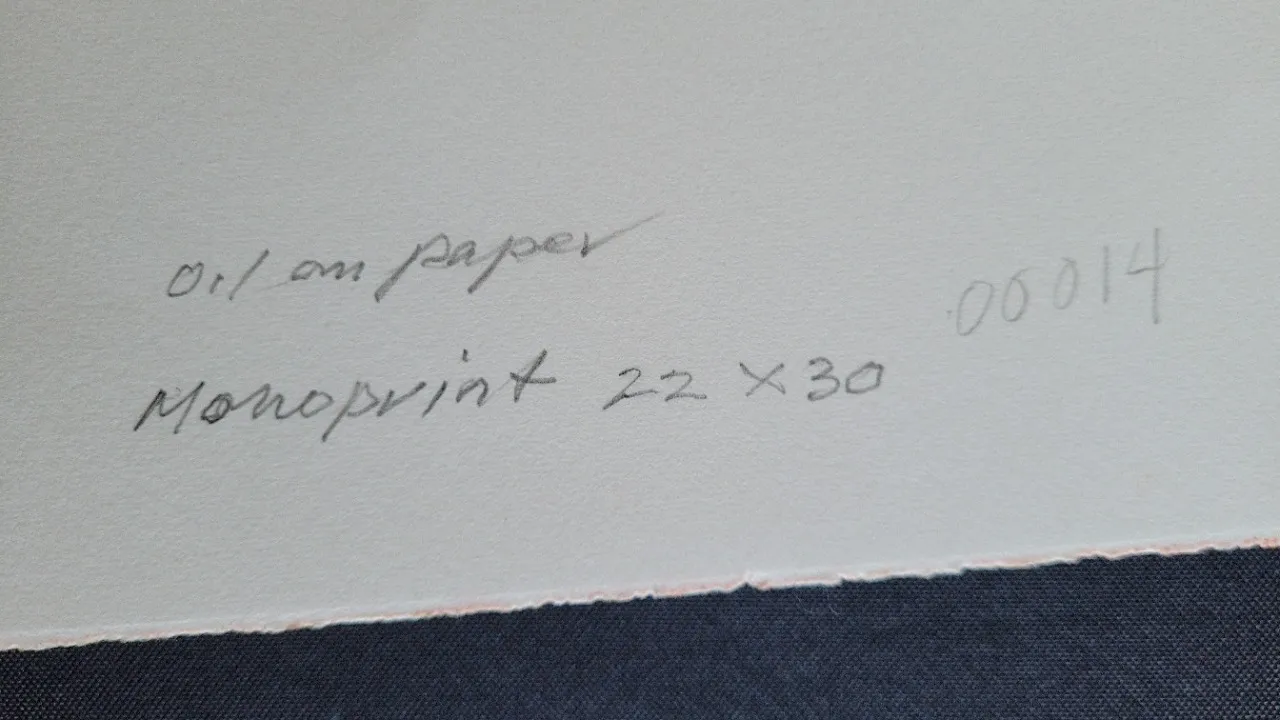 Oil on paper
00014
Monoprint 22 X 30